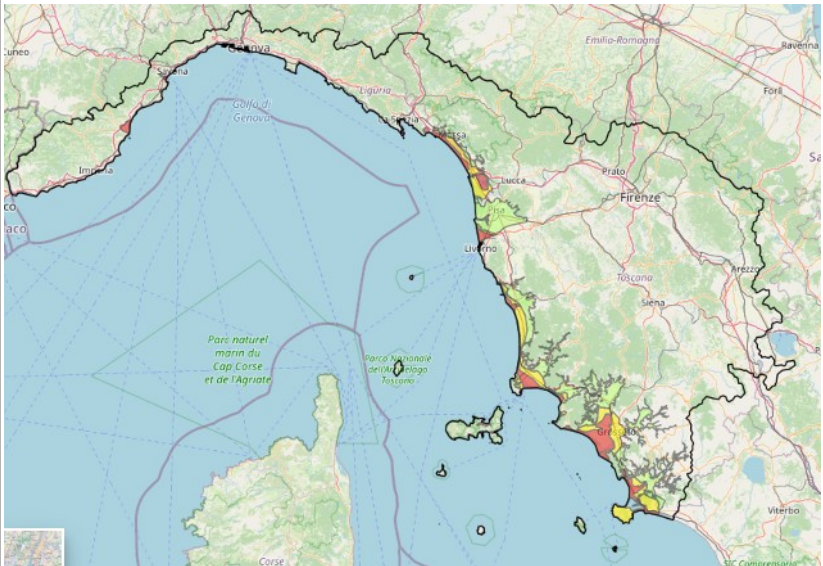 Cuneo
Genova
Savona
Emilia-Romagna
Ravenna
Forlì
Liguria
Golfo di
Genova
La Spezia
Imperia
Lucca
Prato
Firenze
Pisa
Livorno
Toscana
Arezzo
Siena
Parc naturel
marin du
Cap Corse
et de l'Agriate
Parco Nazionale
dell'Arcipelago
Toscano
Viterbo
Corse